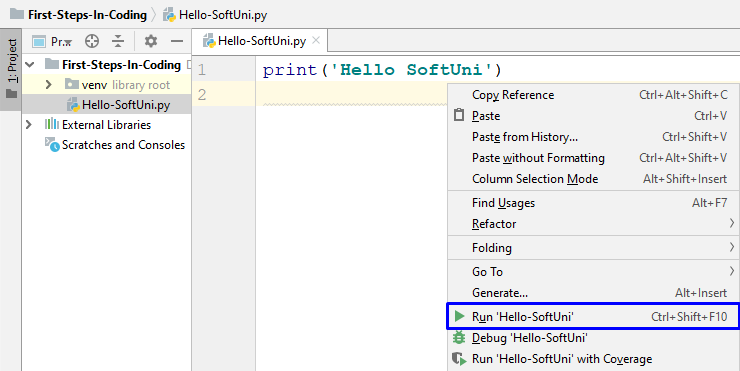 First-Steps-In-Coding Hello-SoftUni.py
1: Project
Pr..
Hello-SoftUni.py
First-Steps-In-Coding
venv library root
Hello-SoftUni.py
External Libraries
Scratches and Consoles
1 print('Hello SoftUni')
2
Copy Reference Ctrl+Alt+Shift+C
Paste Ctrl+V
Paste from History... Ctrl+Shift+V
Paste without Formatting Ctrl+Alt+Shift+V
Column Selection Mode Alt+Shift+Insert
Find Usages Alt+F7
Refactor
Folding
Go To
Generate... Alt+Insert
Run 'Hello-SoftUni' Ctrl+Shift+F10
Debug 'Hello-SoftUni'
Run 'Hello-SoftUni' with Coverage